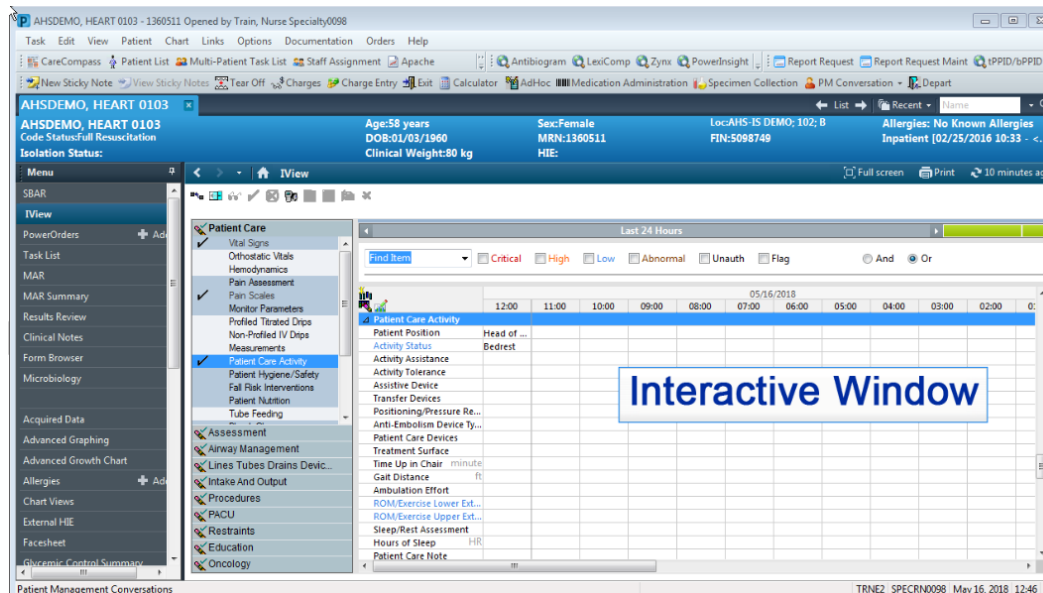 AHSDEMO, HEART 0103 - 1360511 Opened by Train, Nurse Specialty0098
Task Edit View Patient Chart Links Options Documentation Orders Help
CareCompass Patient List Multi-Patient Task List Staff Assignment Apache Antibiogram LexiComp Zynx PowerInsight Report Request Report Request Maint tPPID/bPPID
New Sticky Note View Sticky Notes Tear Off Charges Charge Entry Exit Calculator AdHoc Medication Administration Specimen Collection PM Conversation Depart
AHSDEMO, HEART 0103 List Recent Name
AHSDEMO, HEART 0103 Age:58 years Sex:Female Loc:AHS-IS DEMO; 102; B Allergies: No Known Allergies
Code Status:Full Resuscitation DOB:01/03/1960 MRN:1360511 FIN:5098749 Inpatient [02/25/2016 10:33 - <..
Isolation Status: Clinical Weight:80 kg HIE:
Menu IView Full screen Print 10 minutes ag
SBAR
IView
PowerOrders Ad
Task List
MAR
MAR Summary
Results Review
Clinical Notes
Form Browser
Microbiology
Acquired Data
Advanced Graphing
Advanced Growth Chart
Allergies Ad
Chart Views
External HIE
Facesheet
Glycemic Control Summary
Patient Care
Vital Signs
Orthostatic Vitals
Hemodynamics
Pain Assessment
Pain Scales
Monitor Parameters
Profiled Titrated Drips
Non-Profiled IV Drips
Measurements
Patient Care Activity
Patient Hygiene/Safety
Fall Risk Interventions
Patient Nutrition
Tube Feeding
Assessment
Airway Management
Lines Tubes Drains Devic...
Intake And Output
Procedures
PACU
Restraints
Education
Oncology
Last 24 Hours
Find Item Critical High Low Abnormal Unauth Flag And Or
05/16/2018
12:00 11:00 10:00 09:00 08:00 07:00 06:00 05:00 04:00 03:00 02:00
Patient Care Activity
Patient Position Head of ...
Activity Status Bedrest
Activity Assistance
Activity Tolerance
Assistive Device
Transfer Devices
Positioning/Pressure Re...
Anti-Embolism Device Ty...
Patient Care Devices
Treatment Surface
Time Up in Chair minute
Gait Distance ft
Ambulation Effort
ROM/Exercise Lower Ext...
ROM/Exercise Upper Ext...
Sleep/Rest Assessment
Hours of Sleep HR
Patient Care Note
Interactive Window
Patient Management Conversations TRNE2 SPECRN0098 May 16, 2018 12:46